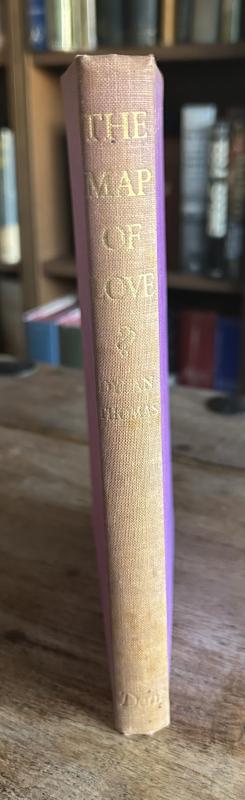 THE
MAP
OF
LOVE
DYLAN
THOMAS
Dent